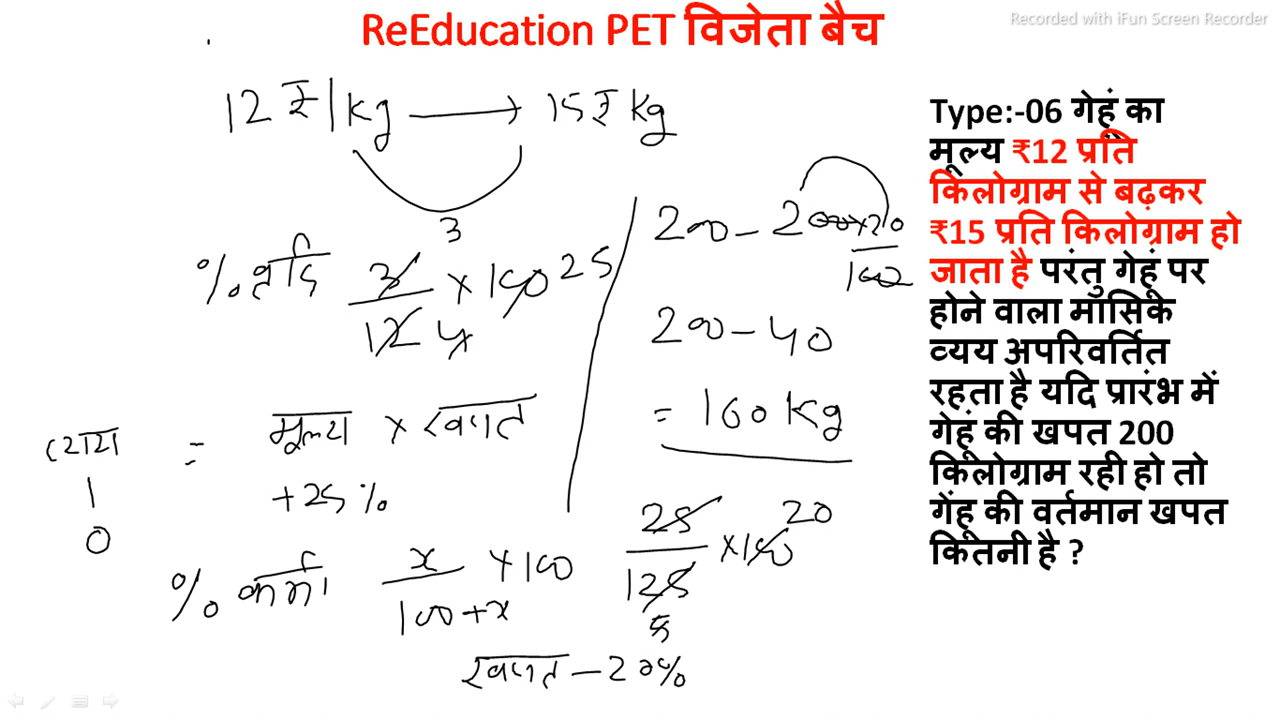 ReEducation PET विजेता बैच
Recorded with iFun Screen Recorder
12 ₹/kg → 15 ₹ kg
3
% वृद्धि 3/12 4 × 100 25
व्यय = मूल्य × खपत
1
+25%
0
% कमी x/100+x × 100
200 - 200×20/100
200 - 40
= 160 kg
25/125 × 100 20
5
खपत - 20%
Type:-06 गेहूं का
मूल्य ₹12 प्रति
किलोग्राम से बढ़कर
₹15 प्रति किलोग्राम हो
जाता है परंतु गेहूं पर
होने वाला मासिक
व्यय अपरिवर्तित
रहता है यदि प्रारंभ में
गेहूं की खपत 200
किलोग्राम रही हो तो
गेंहू की वर्तमान खपत
कितनी है ?